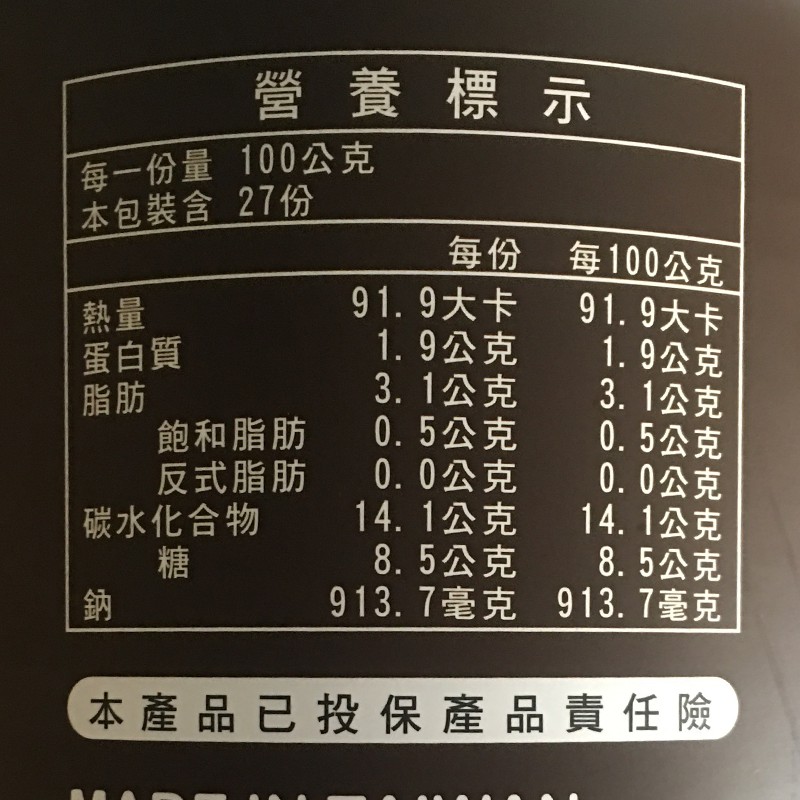 營養標示
每一份量 100公克
本包裝含 27份
每份 每100公克
熱量 91.9大卡 91.9大卡
蛋白質 1.9公克 1.9公克
脂肪 3.1公克 3.1公克
飽和脂肪 0.5公克 0.5公克
反式脂肪 0.0公克 0.0公克
碳水化合物 14.1公克 14.1公克
糖 8.5公克 8.5公克
鈉 913.7毫克 913.7毫克
本產品已投保產品責任險
MADE IN TAIWAN